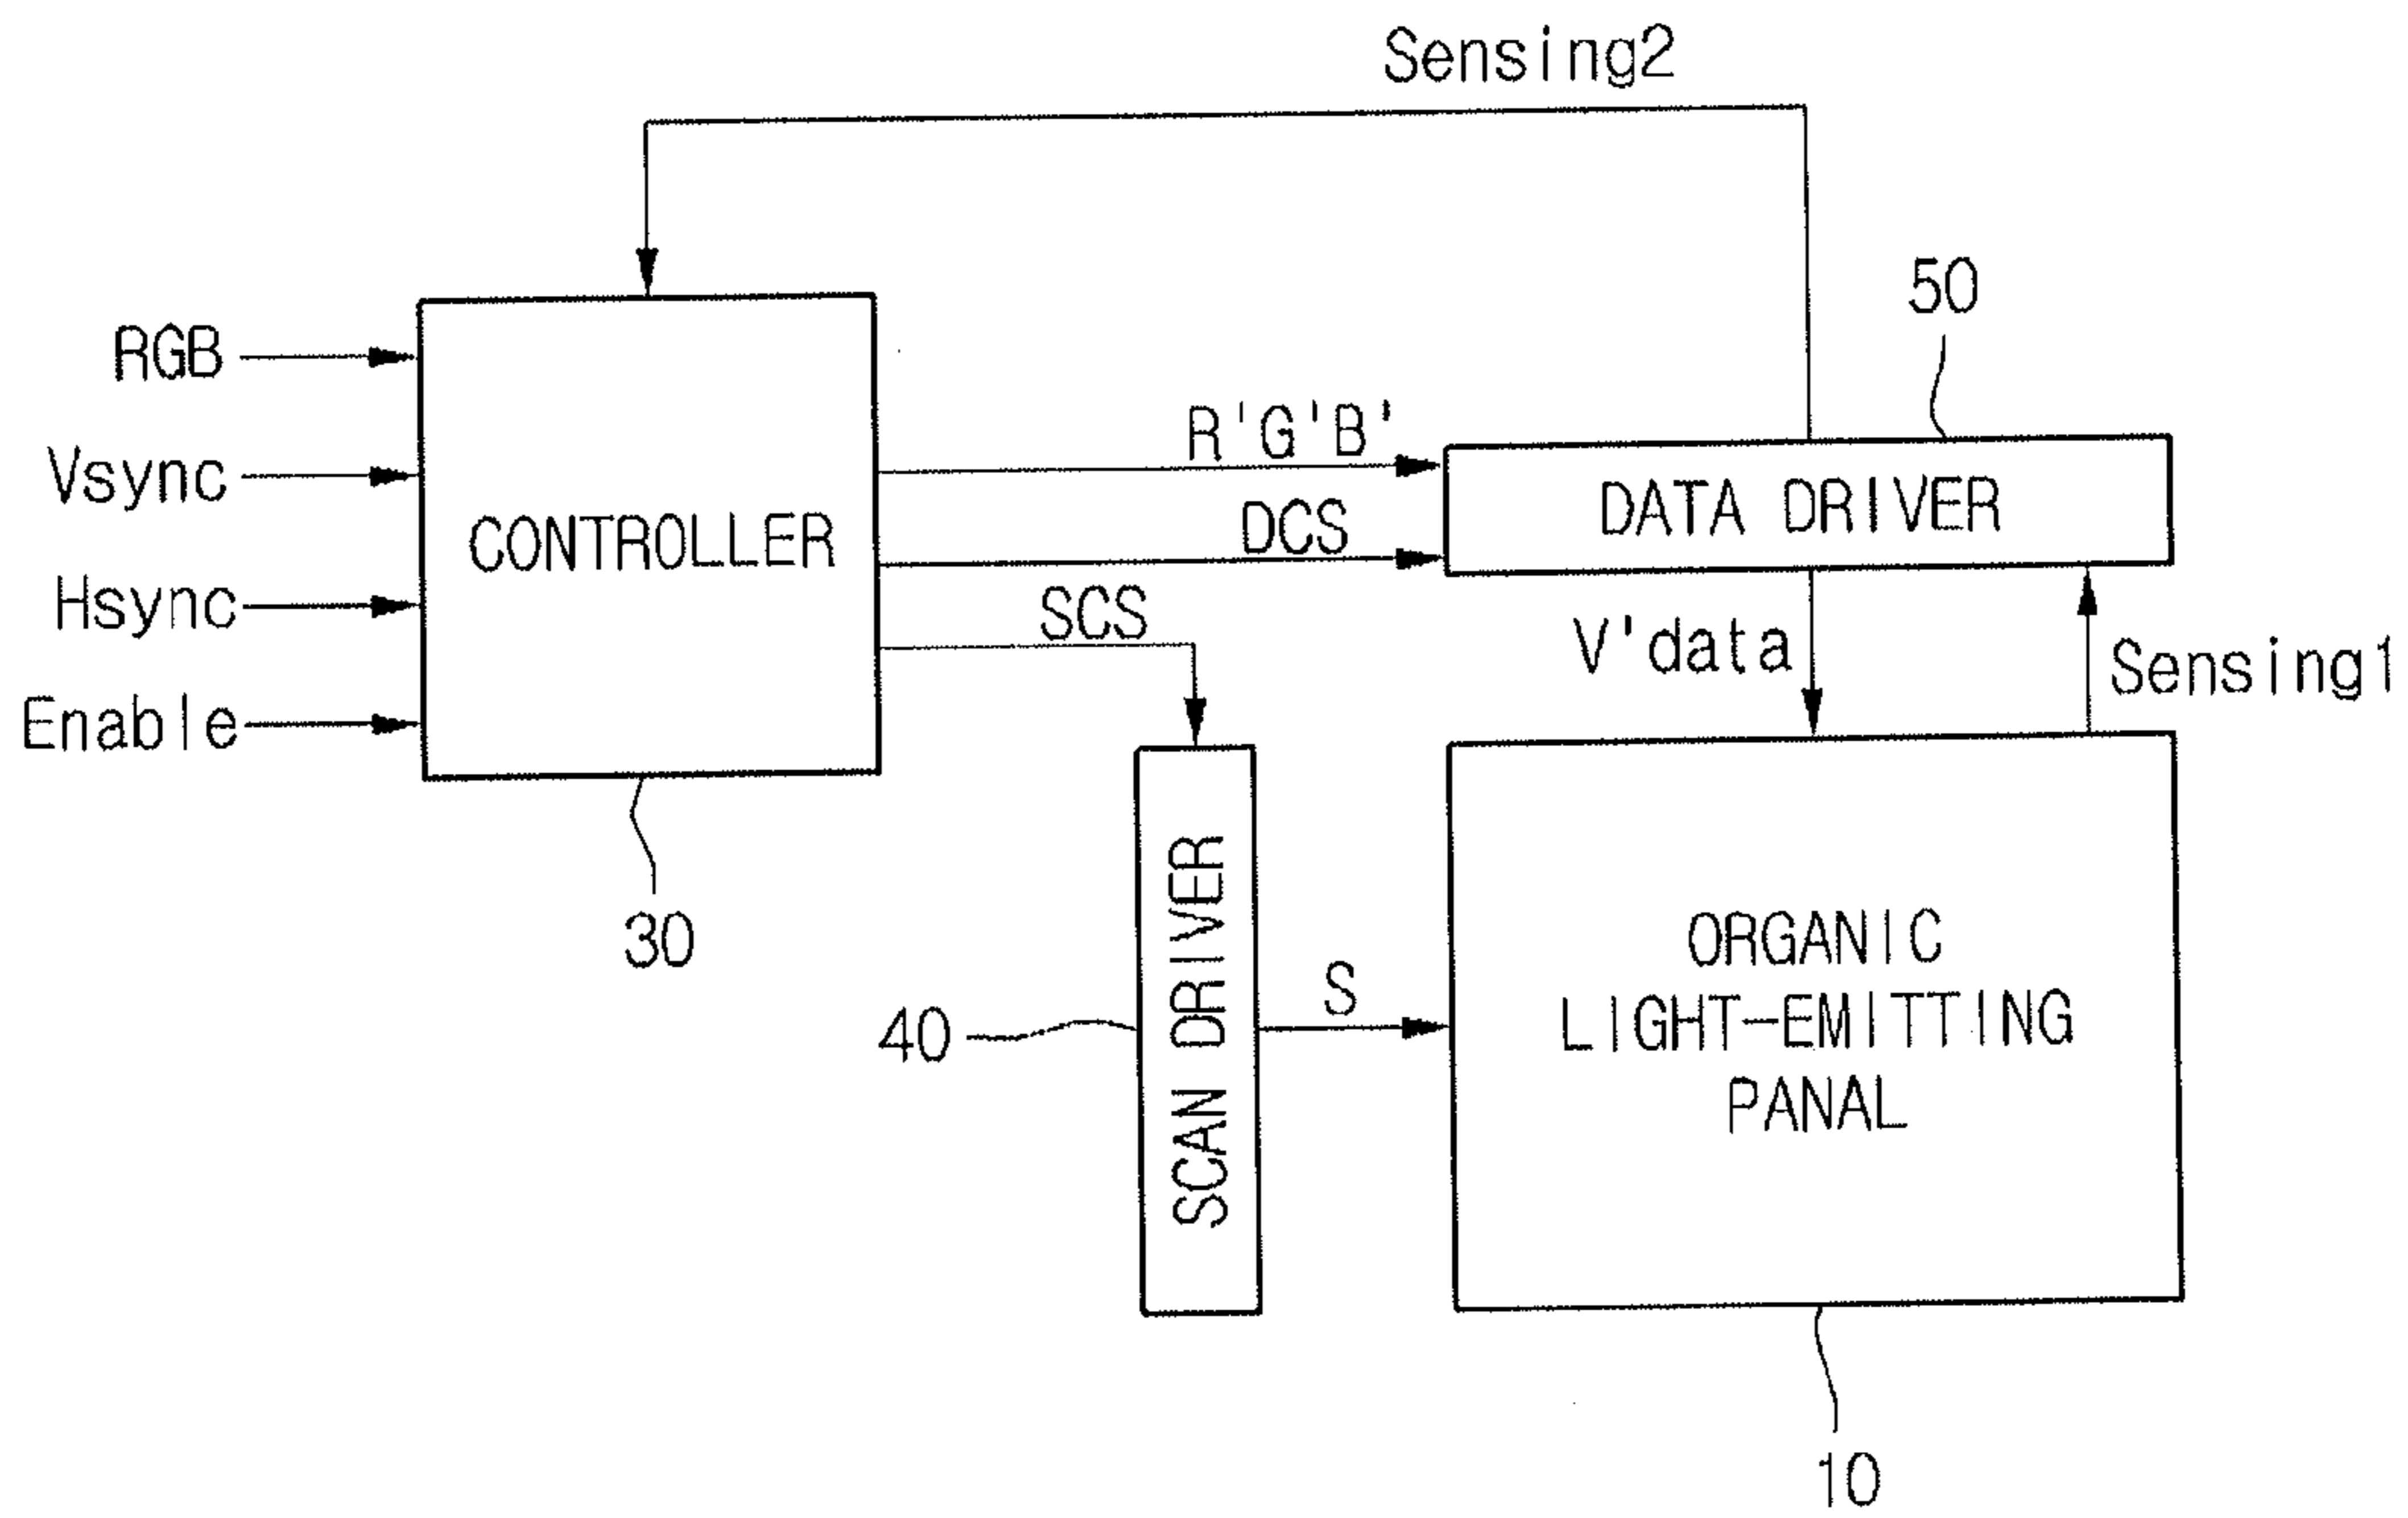 Sensing2
50
RGB
R'G'B'
Vsync
DATA DRIVER
DCS
CONTROLLER
Hsync
SCS
V'data
Sensing1
Enable
30
SCAN DRIVER
ORGANIC
LIGHT-EMITTING
PANAL
S
40
10